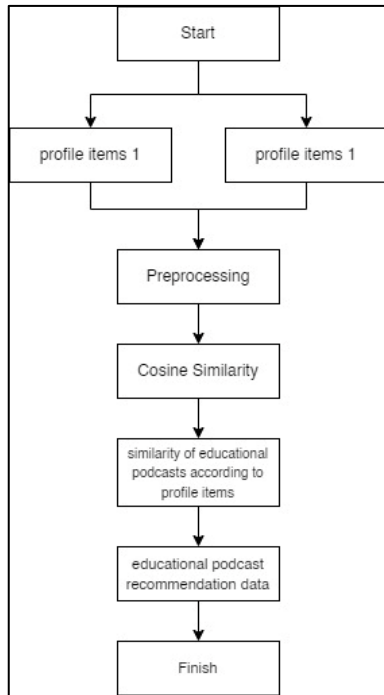 Start
profile items 1
profile items 1
Preprocessing
Cosine Similarity
similarity of educational
podcasts according to
profile items
educational podcast
recommendation data
Finish